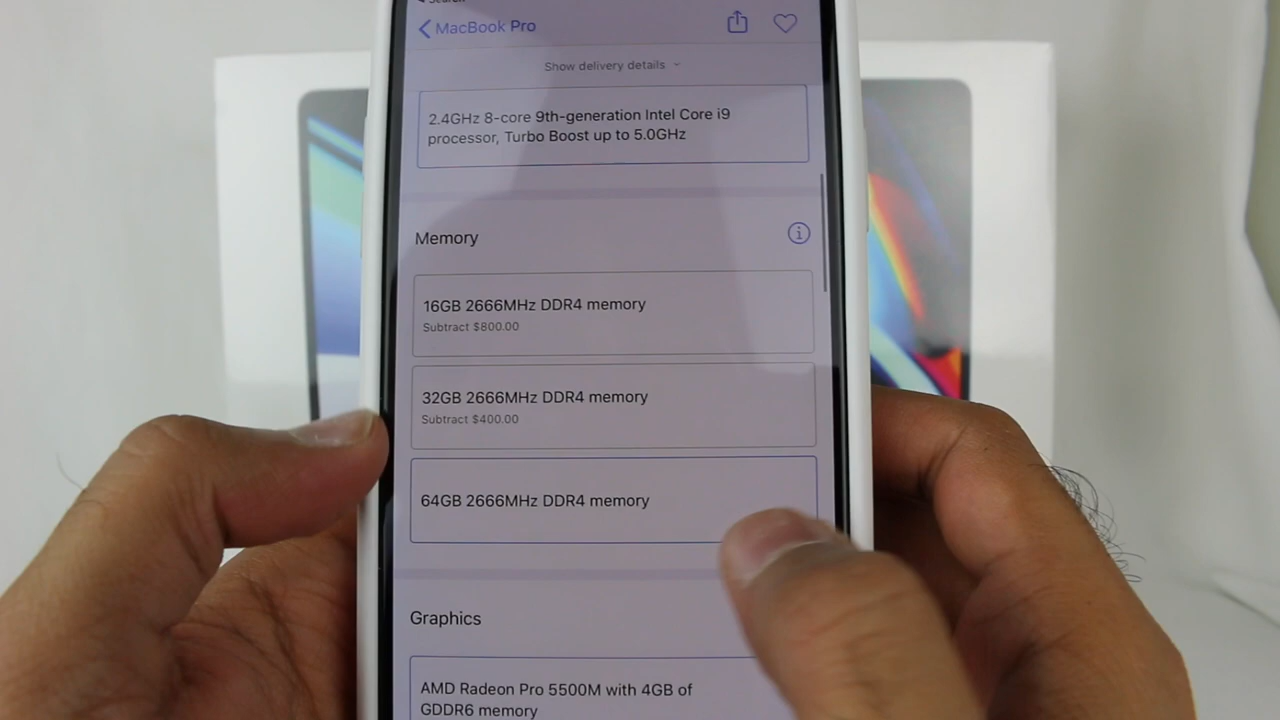 Search
MacBook Pro
Show delivery details
2.4GHz 8-core 9th-generation Intel Core i9
processor, Turbo Boost up to 5.0GHz
Memory
16GB 2666MHz DDR4 memory
Subtract $800.00
32GB 2666MHz DDR4 memory
Subtract $400.00
64GB 2666MHz DDR4 memory
Graphics
AMD Radeon Pro 5500M with 4GB of
GDDR6 memory